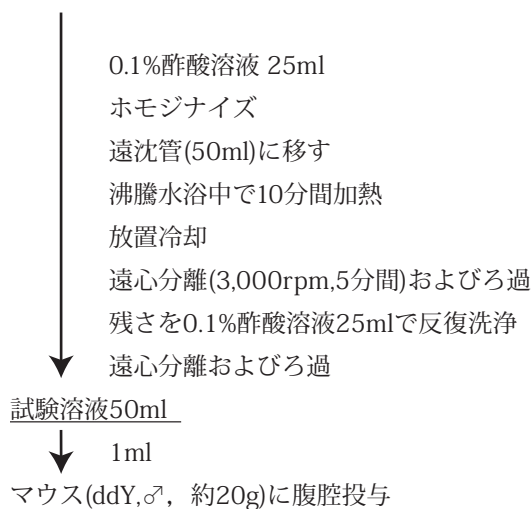 0.1%酢酸溶液 25ml
ホモジナイズ
遠沈管(50ml)に移す
沸騰水浴中で10分間加熱
放置冷却
遠心分離(3,000rpm,5分間)およびろ過
残さを0.1%酢酸溶液25mlで反復洗浄
遠心分離およびろ過
試験溶液50ml
1ml
マウス(ddY,♂，約20g)に腹腔投与